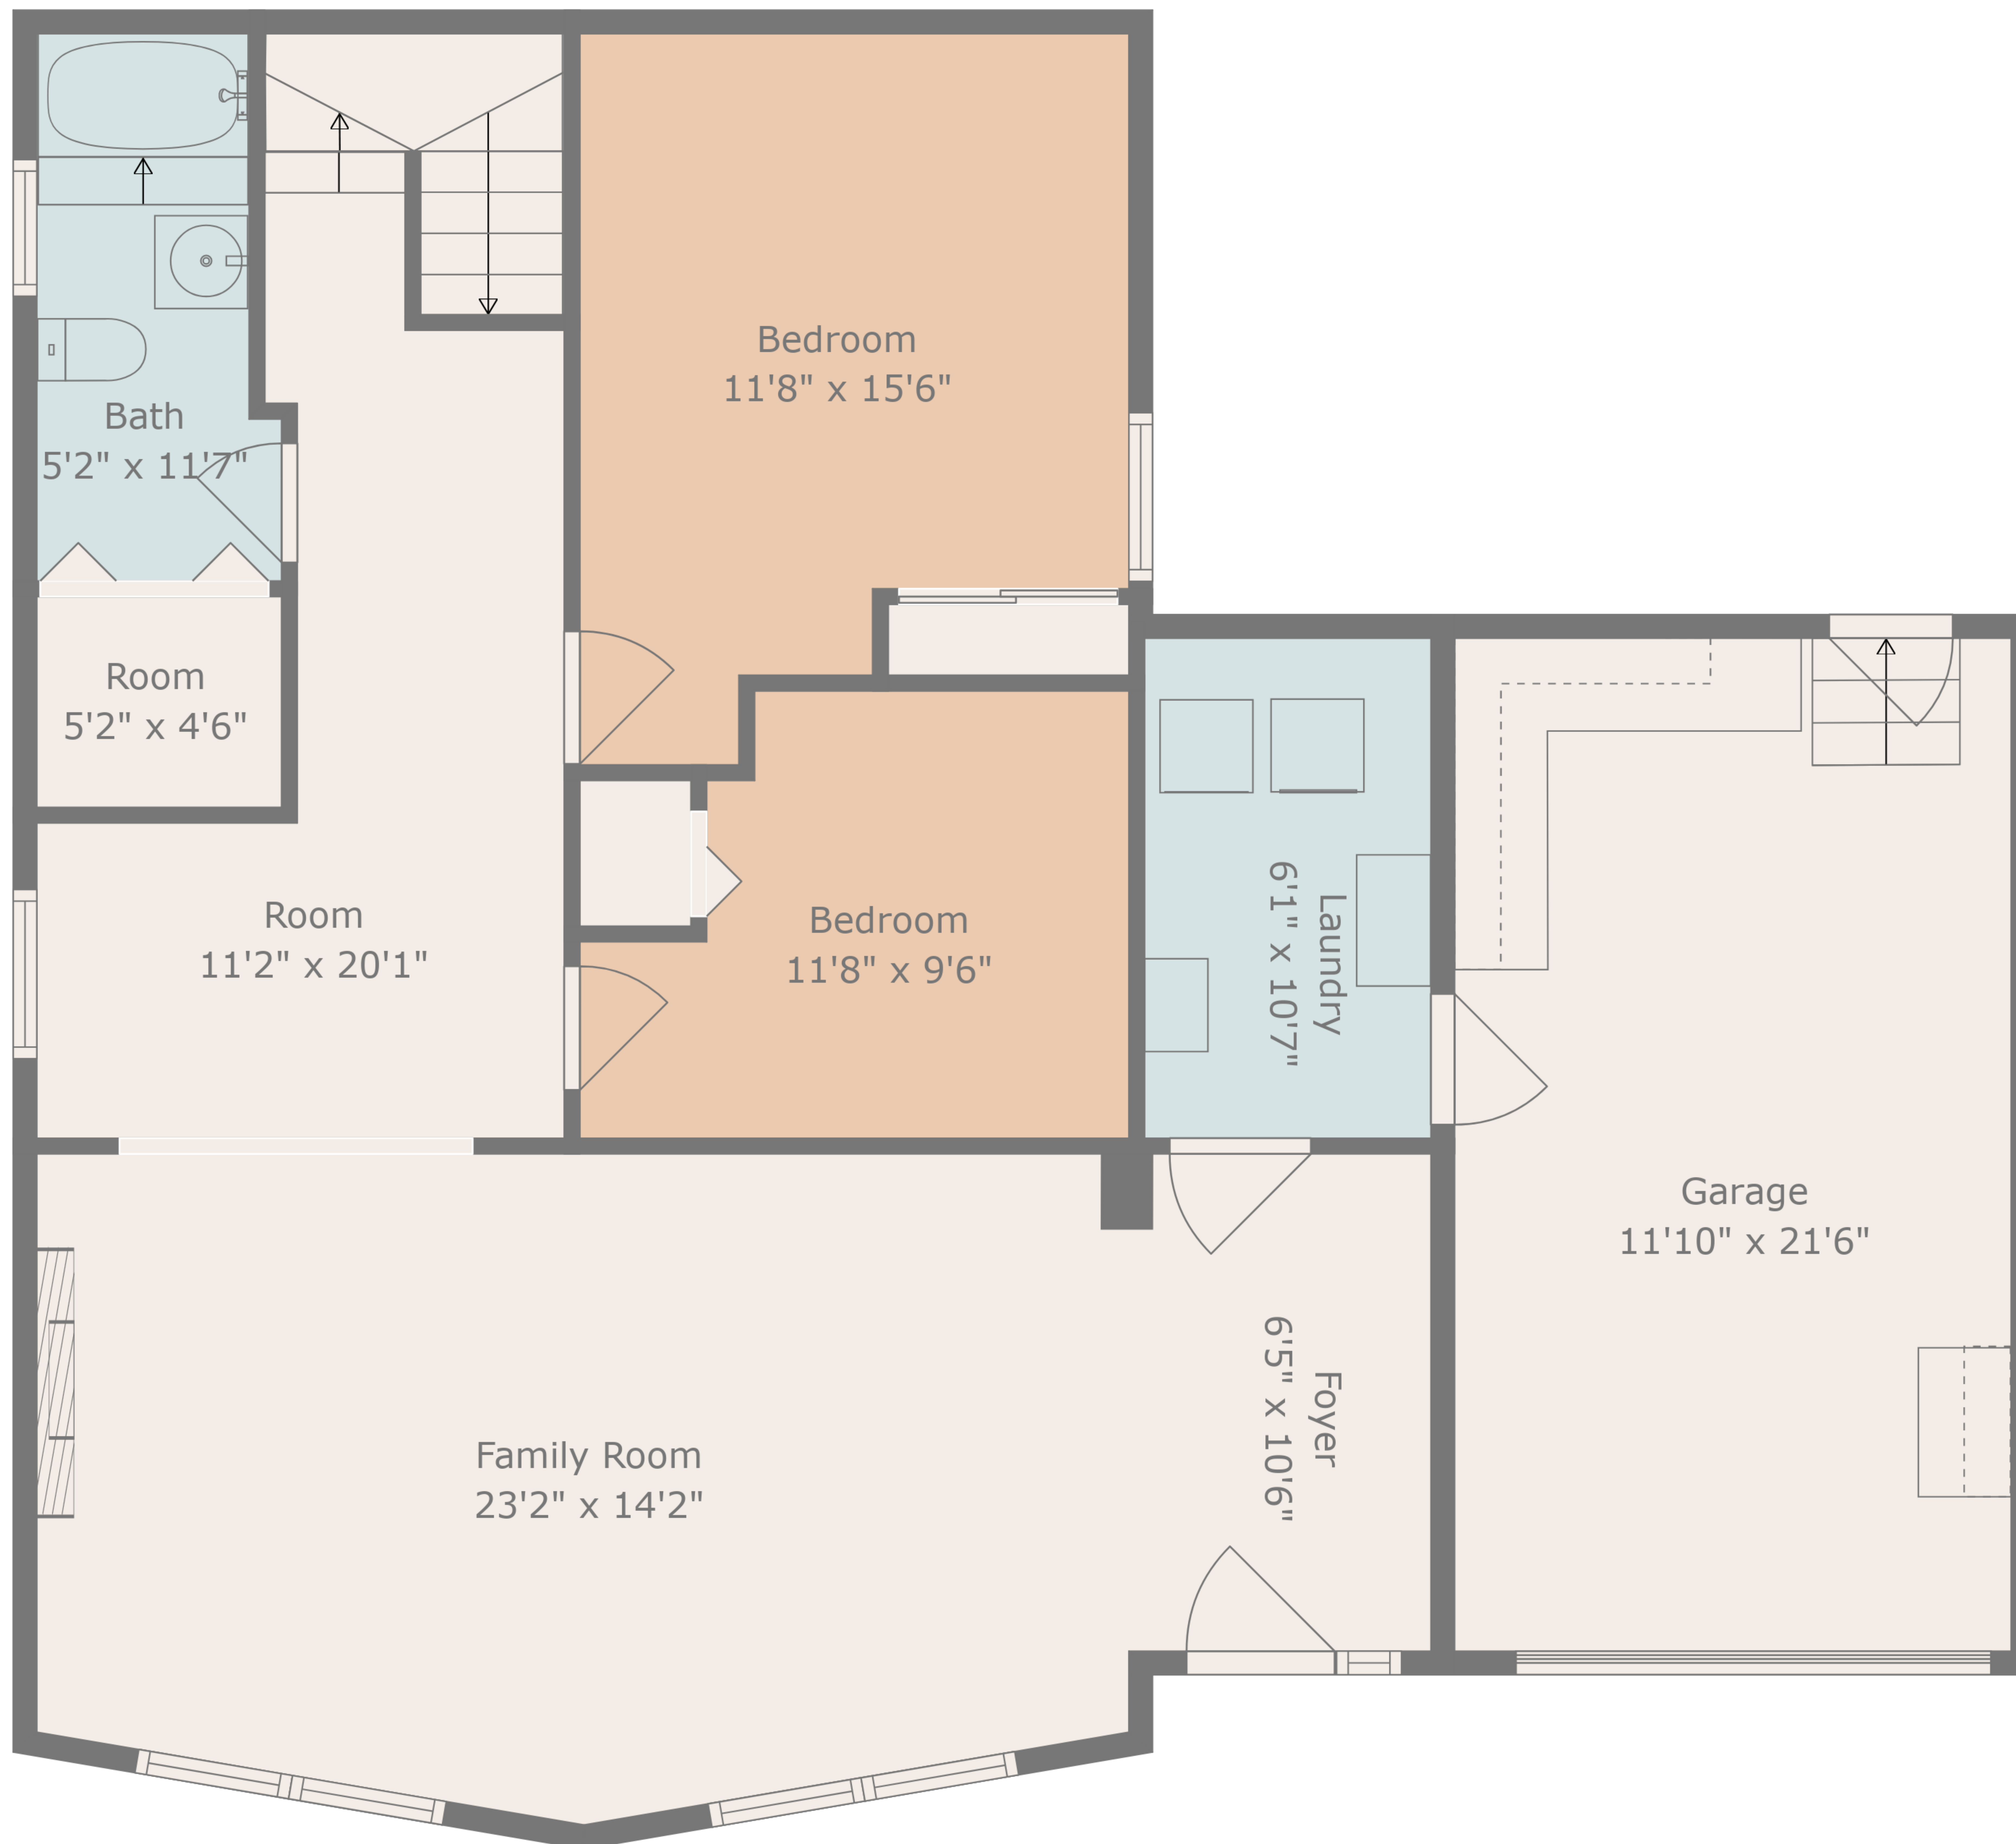 Bedroom
11'8" x 15'6"
Bath
5'2" x 11'7"
Room
5'2" x 4'6"
Room
11'2" x 20'1"
Bedroom
11'8" x 9'6"
Laundry
6'1" x 10'7"
Garage
11'10" x 21'6"
Foyer
6'5" x 10'6"
Family Room
23'2" x 14'2"